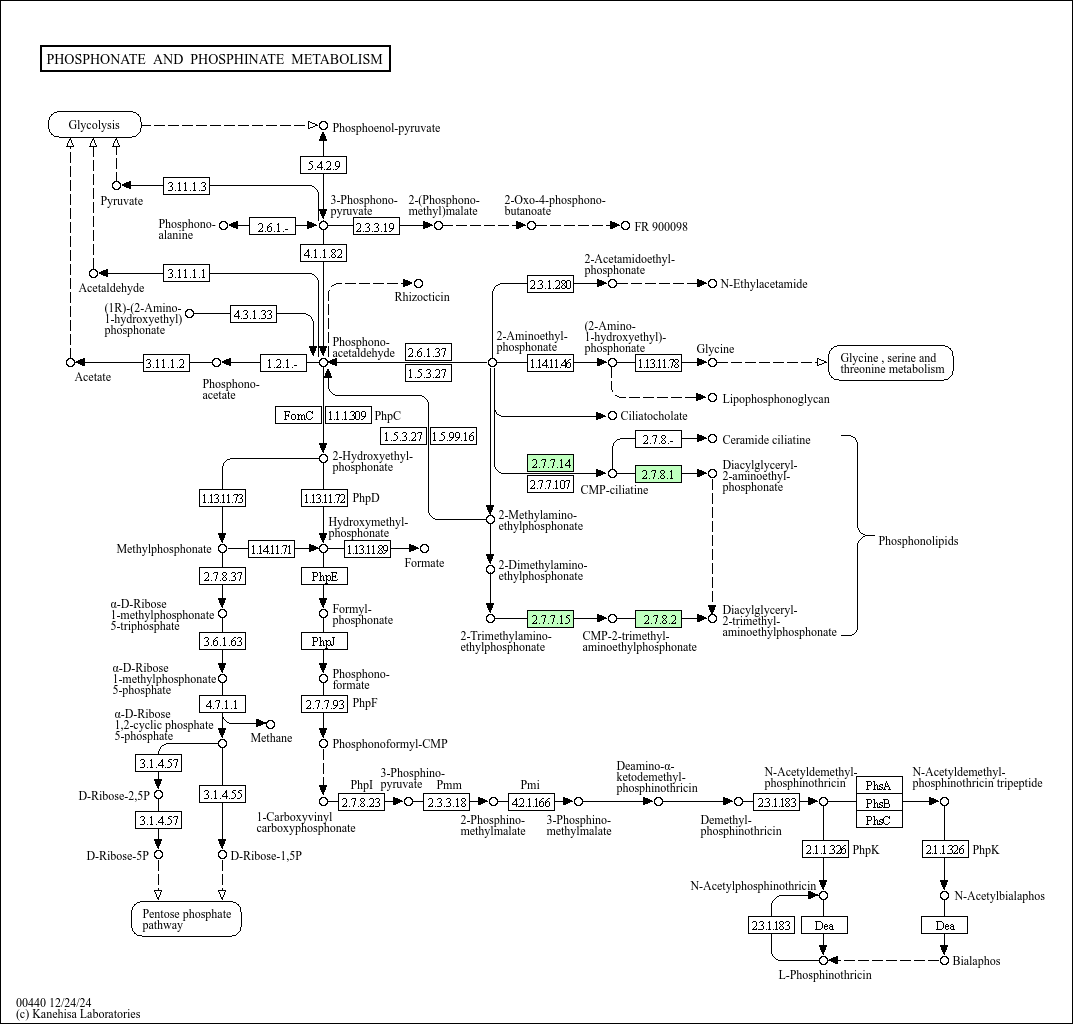 PHOSPHONATE AND PHOSPHINATE METABOLISM
Glycolysis
Phosphoenol-pyruvate
5.4.2.9
3.11.1.3
Pyruvate
3-Phosphono-
pyruvate
2-(Phosphono-
methyl)malate
2-Oxo-4-phosphono-
butanoate
Phosphono-
alanine
2.6.1.-
2.3.3.19
FR 900098
4.1.1.82
3.11.1.1
Acetaldehyde
Rhizocticin
2-Acetamidoethyl-
phosphonate
2.3.1.280
N-Ethylacetamide
(1R)-(2-Amino-
1-hydroxyethyl)
phosphonate
4.3.1.33
Phosphono-
acetaldehyde
2.6.1.37
1.5.3.27
2-Aminoethyl-
phosphonate
1.14.11.46
(2-Amino-
1-hydroxyethyl)-
phosphonate
1.13.11.78
Glycine
Glycine , serine and
threonine metabolism
3.11.1.2
1.2.1.-
Acetate
Phosphono-
acetate
Lipophosphonoglycan
FomC
1.1.1.309
PhpC
Ciliatocholate
1.5.3.27
1.5.99.16
2.7.8.-
Ceramide ciliatine
2-Hydroxyethyl-
phosphonate
2.7.7.14
2.7.7.107
CMP-ciliatine
2.7.8.1
Diacylglyceryl-
2-aminoethyl-
phosphonate
1.13.11.73
1.13.11.72
PhpD
Hydroxymethyl-
phosphonate
2-Methylamino-
ethylphosphonate
Phosphonolipids
Methylphosphonate
1.14.11.71
1.13.11.89
Formate
2-Dimethylamino-
ethylphosphonate
2.7.8.37
PhpE
α-D-Ribose
1-methylphosphonate
5-triphosphate
Formyl-
phosphonate
2.7.7.15
2.7.8.2
Diacylglyceryl-
2-trimethyl-
aminoethylphosphonate
2-Trimethylamino-
ethylphosphonate
CMP-2-trimethyl-
aminoethylphosphonate
3.6.1.63
PhpJ
α-D-Ribose
1-methylphosphonate
5-phosphate
Phosphono-
formate
4.7.1.1
2.7.7.93
PhpF
α-D-Ribose
1,2-cyclic phosphate
5-phosphate
Methane
Phosphonoformyl-CMP
3.1.4.57
D-Ribose-2,5P
3.1.4.55
3.1.4.57
D-Ribose-5P
D-Ribose-1,5P
Pentose phosphate
pathway
1-Carboxyvinyl
carboxyphosphonate
PhpI
2.7.8.23
3-Phosphino-
pyruvate
Pmm
2.3.3.18
2-Phosphino-
methylmalate
Pmi
4.2.1.166
3-Phosphino-
methylmalate
Deamino-α-
ketodemethyl-
phosphinothricin
Demethyl-
phosphinothricin
2.3.1.183
N-Acetyldemethyl-
phosphinothricin
PhsA
PhsB
PhsC
N-Acetyldemethyl-
phosphinothricin tripeptide
2.1.1.326
PhpK
2.1.1.326
PhpK
N-Acetylphosphinothricin
N-Acetylbialaphos
2.3.1.183
Dea
Dea
L-Phosphinothricin
Bialaphos
00440 12/24/24
(c) Kanehisa Laboratories